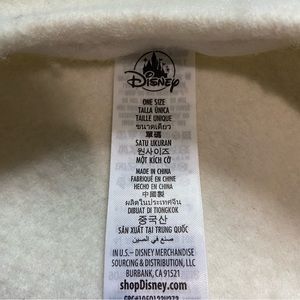 DISNEY
ONE SIZE
TALLA ÚNICA
TAILLE UNIQUE
ขนาดเดียว
單碼
SATU UKURAN
원사이즈
MỘT KÍCH CỠ
MADE IN CHINA
FABRIQUÉ EN CHINE
HECHO EN CHINA
中國製
ผลิตในประเทศจีน
DIBUAT DI TIONGKOK
중국산
SẢN XUẤT TẠI TRUNG QUỐC
صنع في الصين
IN U.S.– DISNEY MERCHANDISE
SOURCING & DISTRIBUTION, LLC
BURBANK, CA 91521
shopDisney.com